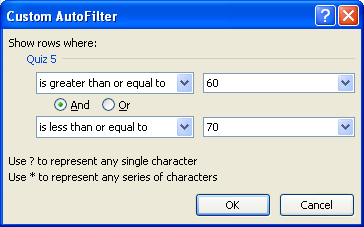 Custom AutoFilter
Show rows where:
Quiz 5
is greater than or equal to 60
And Or
is less than or equal to 70
Use ? to represent any single character
Use * to represent any series of characters
OK Cancel